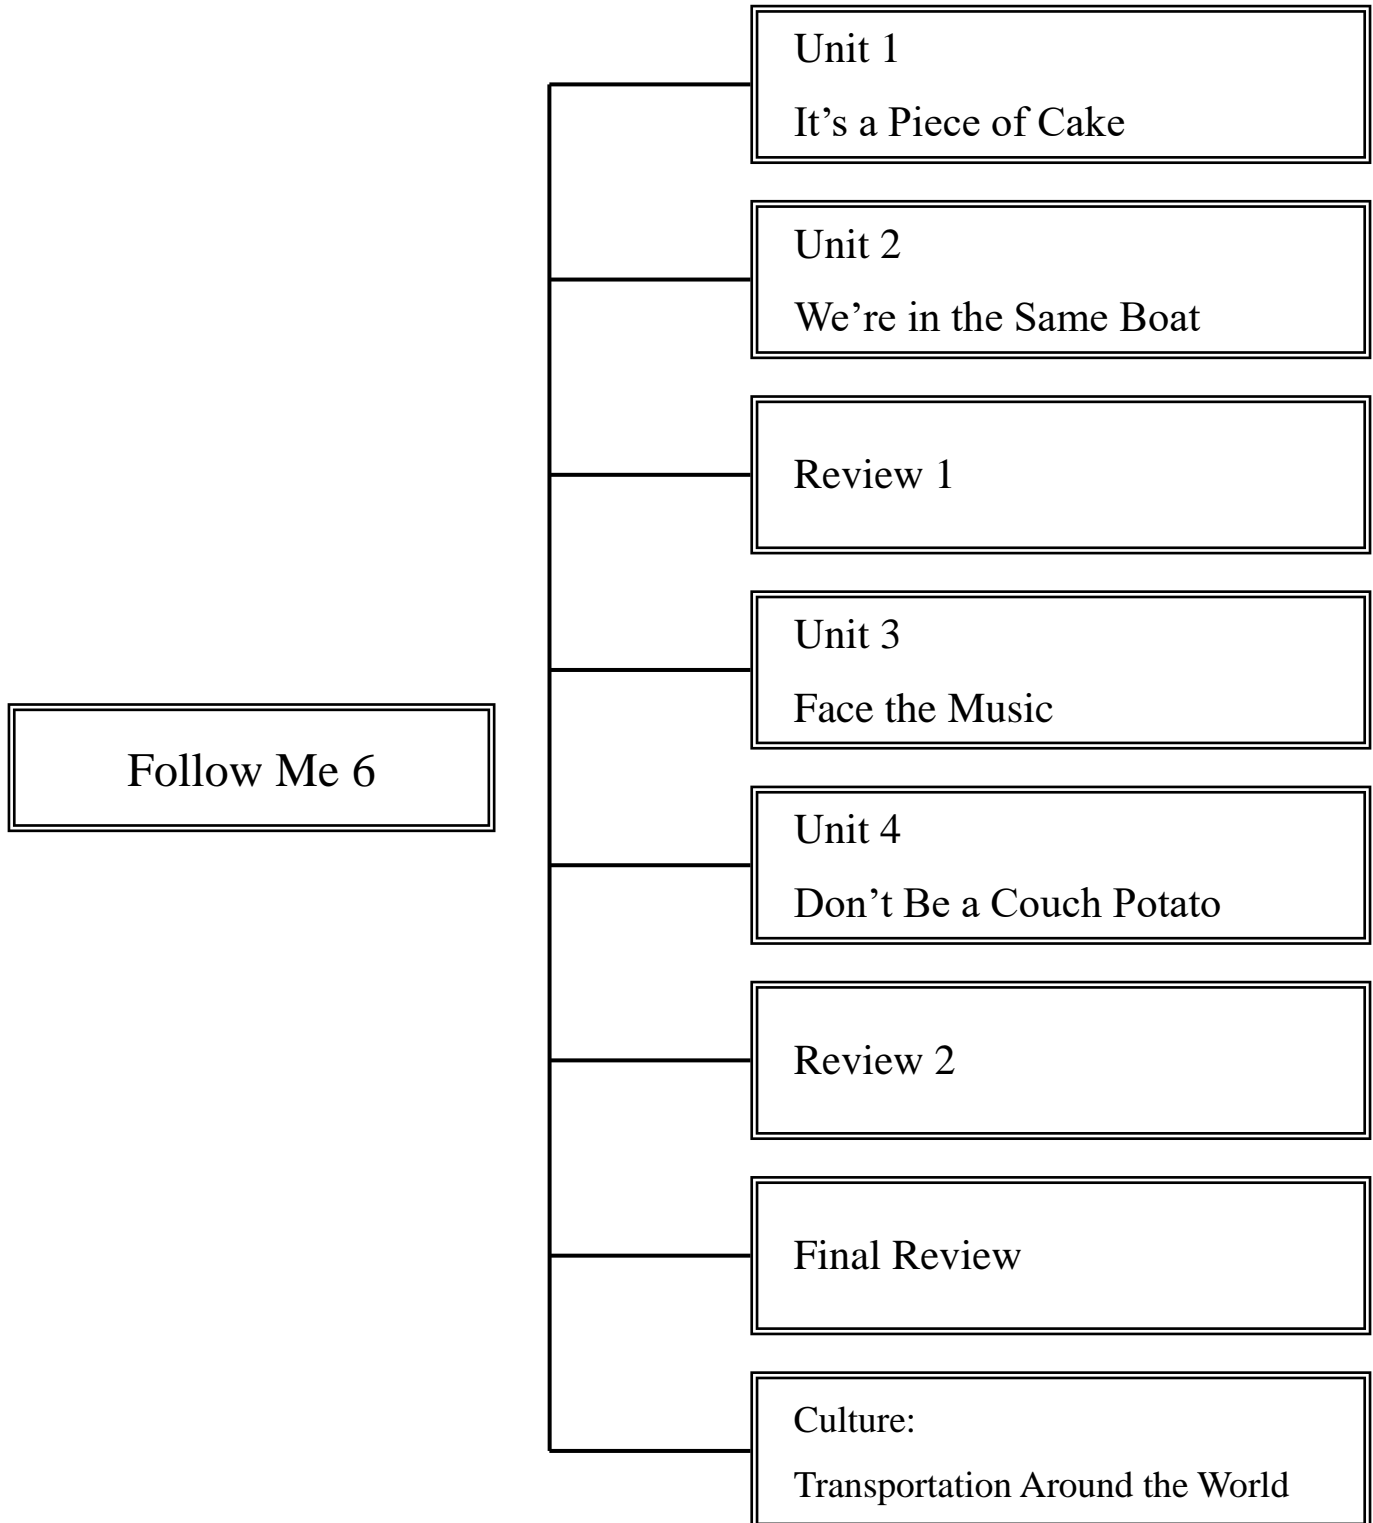 Unit 1
It’s a Piece of Cake
Unit 2
We’re in the Same Boat
Review 1
Unit 3
Face the Music
Follow Me 6
Unit 4
Don’t Be a Couch Potato
Review 2
Final Review
Culture:
Transportation Around the World